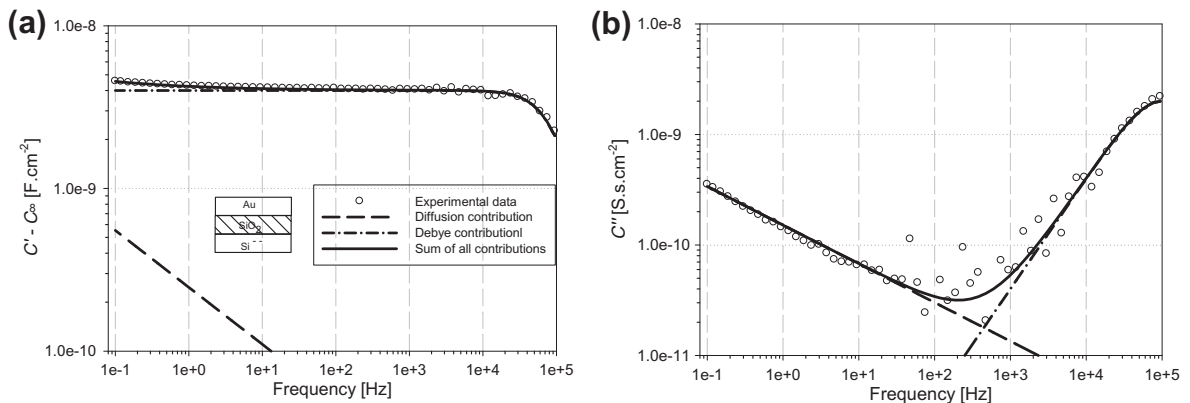 (a)
1.0e-8
1.0e-9
1.0e-10
C' - C∞ [F.cm⁻²]
Au
SiO₂
Si --
Experimental data
Diffusion contribution
Debye contributionl
Sum of all contributions
1e-1 1e+0 1e+1 1e+2 1e+3 1e+4 1e+5
Frequency [Hz]
(b)
1.0e-8
1.0e-9
1.0e-10
1.0e-11
C'' [S.s.cm⁻²]
1e-1 1e+0 1e+1 1e+2 1e+3 1e+4 1e+5
Frequency [Hz]